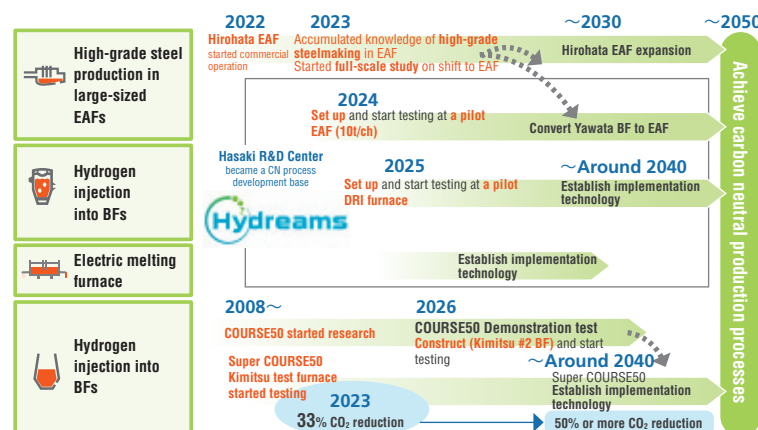 2022
2023
～2030
～2050
High-grade steel
production in
large-sized
EAFs
Hirohata EAF
started commercial
operation
Accumulated knowledge of high-grade
steelmaking in EAF
Started full-scale study on shift to EAF
Hirohata EAF expansion
2024
Set up and start testing at a pilot
EAF (10t/ch)
Convert Yawata BF to EAF
Hydrogen
injection
into BFs
Hasaki R&D Center
became a CN process
development base
Hydreams
2025
Set up and start testing at a pilot
DRI furnace
～Around 2040
Establish implementation
technology
Electric melting
furnace
Establish implementation
technology
Hydrogen
injection into
BFs
2008～
COURSE50 started research
2026
COURSE50 Demonstration test
Construct (Kimitsu #2 BF) and start
testing
Super COURSE50
Kimitsu test furnace
started testing
～Around 2040
Super COURSE50
Establish implementation
technology
2023
33% CO₂ reduction
50% or more CO₂ reduction
Achieve carbon neutral production processes